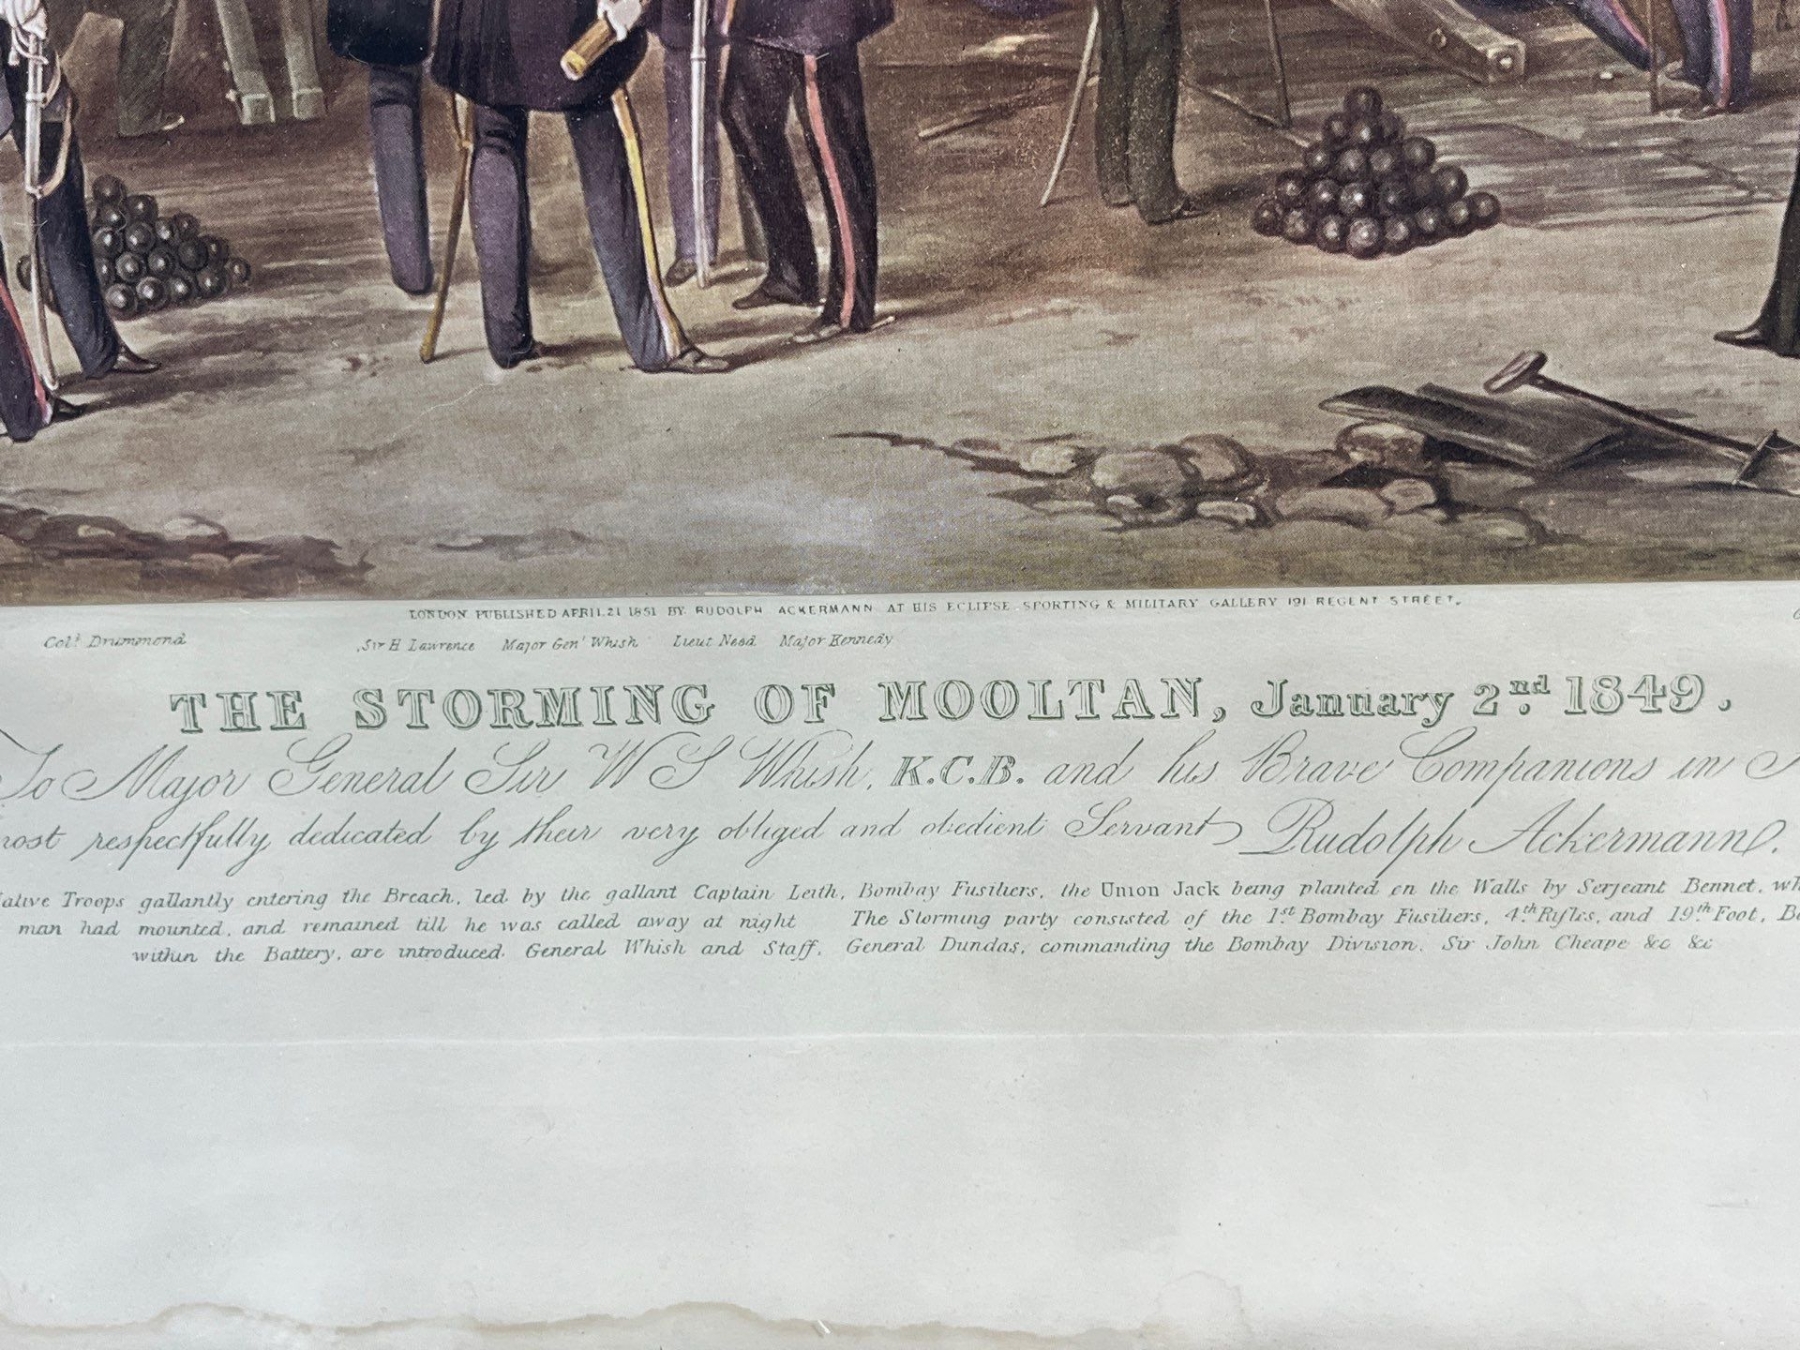 LONDON PUBLISHED APRIL 21 1851 BY RUDOLPH ACKERMANN AT HIS ECLIPSE SPORTING & MILITARY GALLERY 191 REGENT STREET.
Colˡ Drummond Sir H Lawrence Major Genˡ Whish Lieut Need Major Kennedy
THE STORMING OF MOOLTAN, January 2nd 1849.
To Major General Sir W S Whish, K.C.B. and his Brave Companions in
respectfully dedicated by their very obliged and obedient Servant Rudolph Ackermann.
Troops gallantly entering the Breach, led by the gallant Captain Leith, Bombay Fusiliers, the Union Jack being planted on the Walls by Serjeant Bennet,
man had mounted, and remained till he was called away at night The Storming party consisted of the 1st Bombay Fusiliers, 4th Rifles, and 19th Foot,
within the Battery, are introduced General Whish and Staff, General Dundas, commanding the Bombay Division, Sir John Cheape &c &c